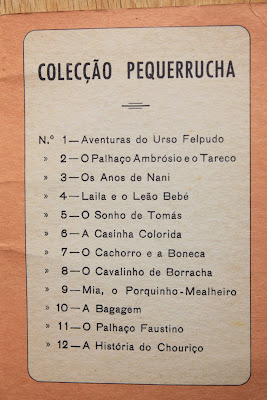 COLECÇÃO PEQUERRUCHA
N.º 1—Aventuras do Urso Felpudo
» 2—O Palhaço Ambrósio e o Tareco
» 3—Os Anos de Nani
» 4—Laila e o Leão Bebé
» 5—O Sonho de Tomás
» 6—A Casinha Colorida
» 7—O Cachorro e a Boneca
» 8—O Cavalinho de Borracha
» 9—Mia, o Porquinho-Mealheiro
» 10—A Bagagem
» 11—O Palhaço Faustino
» 12—A História do Chouriço